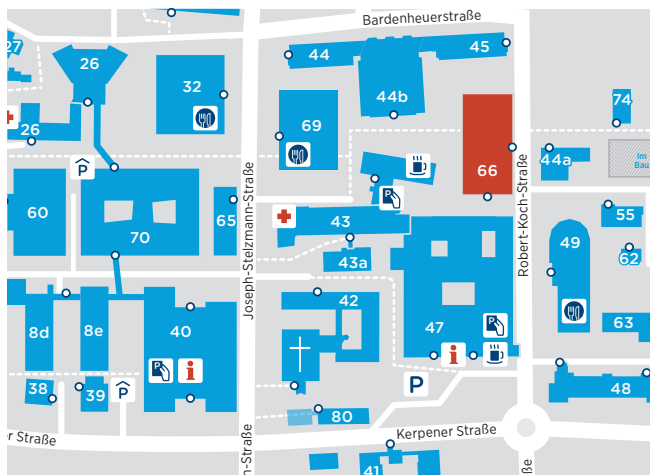 Bardenheuerstraße
27
26
32
44
45
44b
74
26
69
66
44a
Im
Bau
P
P
60
70
65
43
55
49
62
Joseph-Stelzmann-Straße
Robert-Koch-Straße
43a
42
8d
8e
40
47
P
63
P
i
i
38
39
P
P
48
80
er Straße
Kerpener Straße
41
n-Straße
ße